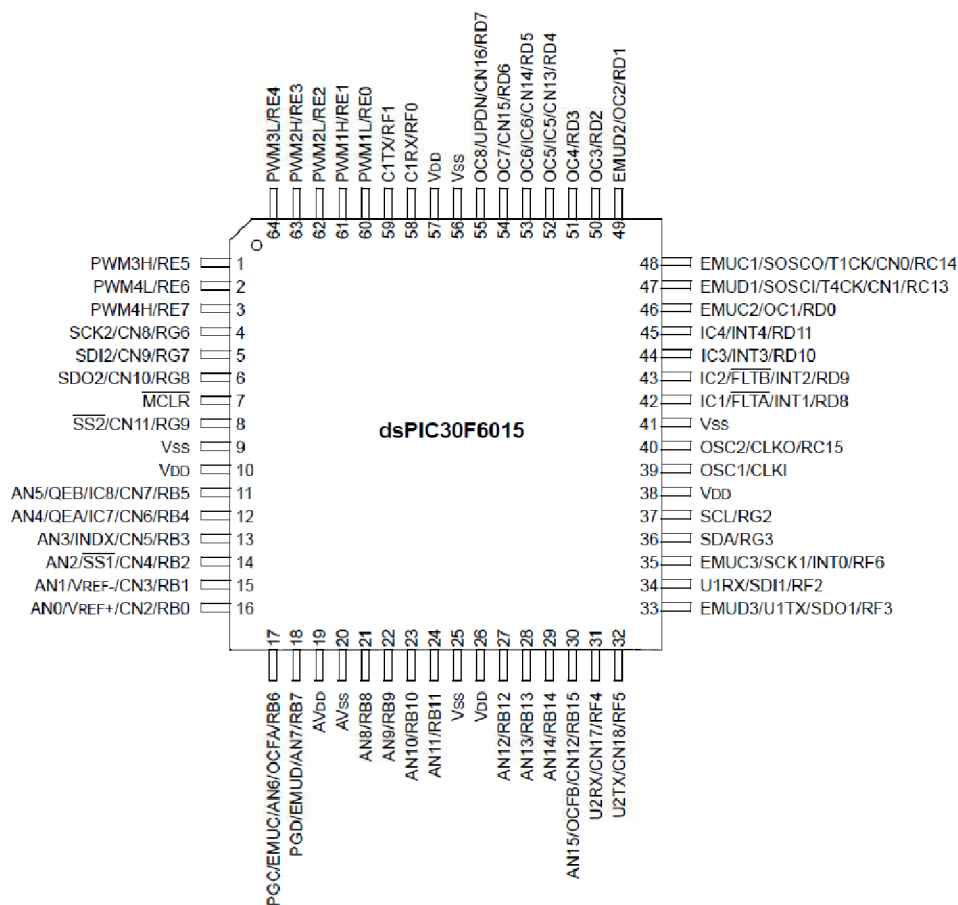 PWM3L/RE4
PWM2H/RE3
PWM2L/RE2
PWM1H/RE1
PWM1L/RE0
C1TX/RF1
C1RX/RF0
VDD
VSS
OC8/UPDN/CN16/RD7
OC7/CN15/RD6
OC6/IC6/CN14/RD5
OC5/IC5/CN13/RD4
OC4/RD3
OC3/RD2
EMUD2/OC2/RD1
64 63 62 61 60 59 58 57 56 55 54 53 52 51 50 49
PWM3H/RE5 1
PWM4L/RE6 2
PWM4H/RE7 3
SCK2/CN8/RG6 4
SDI2/CN9/RG7 5
SDO2/CN10/RG8 6
MCLR 7
SS2/CN11/RG9 8
VSS 9
VDD 10
AN5/QEB/IC8/CN7/RB5 11
AN4/QEA/IC7/CN6/RB4 12
AN3/INDX/CN5/RB3 13
AN2/SS1/CN4/RB2 14
AN1/VREF-/CN3/RB1 15
AN0/VREF+/CN2/RB0 16
dsPIC30F6015
48 EMUC1/SOSCO/T1CK/CN0/RC14
47 EMUD1/SOSCI/T4CK/CN1/RC13
46 EMUC2/OC1/RD0
45 IC4/INT4/RD11
44 IC3/INT3/RD10
43 IC2/FLTB/INT2/RD9
42 IC1/FLTA/INT1/RD8
41 VSS
40 OSC2/CLKO/RC15
39 OSC1/CLKI
38 VDD
37 SCL/RG2
36 SDA/RG3
35 EMUC3/SCK1/INT0/RF6
34 U1RX/SDI1/RF2
33 EMUD3/U1TX/SDO1/RF3
17 18 19 20 21 22 23 24 25 26 27 28 29 30 31 32
PGC/EMUC/AN6/OCFA/RB6
PGD/EMUD/AN7/RB7
AVDD
AVSS
AN8/RB8
AN9/RB9
AN10/RB10
AN11/RB11
VSS
VDD
AN12/RB12
AN13/RB13
AN14/RB14
AN15/OCFB/CN12/RB15
U2RX/CN17/RF4
U2TX/CN18/RF5